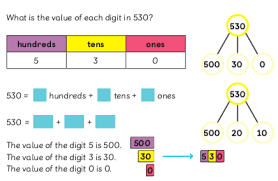 What is the value of each digit in 530?
hundreds tens ones
5 3 0
530 = hundreds + tens + ones
530 = + +
The value of the digit 5 is 500.
The value of the digit 3 is 30.
The value of the digit 0 is 0.
500
30
0
530
530
500 30 0
530
500 20 10